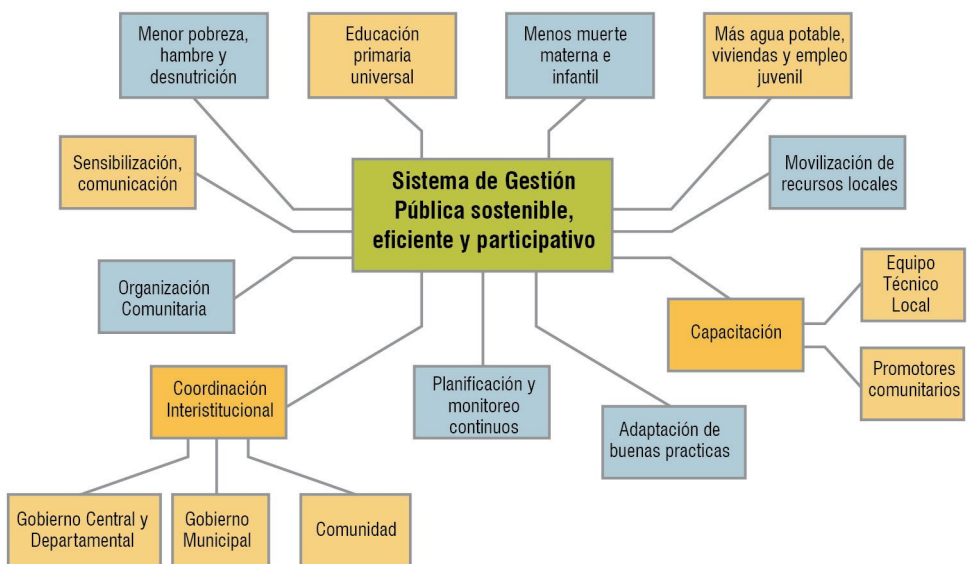 Menor pobreza,
hambre y
desnutrición
Educación
primaria
universal
Menos muerte
materna e
infantil
Más agua potable,
viviendas y empleo
juvenil
Sensibilización,
comunicación
Sistema de Gestión
Pública sostenible,
eficiente y participativo
Movilización de
recursos locales
Organización
Comunitaria
Capacitación
Equipo
Técnico
Local
Promotores
comunitarios
Coordinación
Interistitucional
Planificación y
monitoreo
continuos
Adaptación de
buenas practicas
Gobierno Central y
Departamental
Gobierno
Municipal
Comunidad